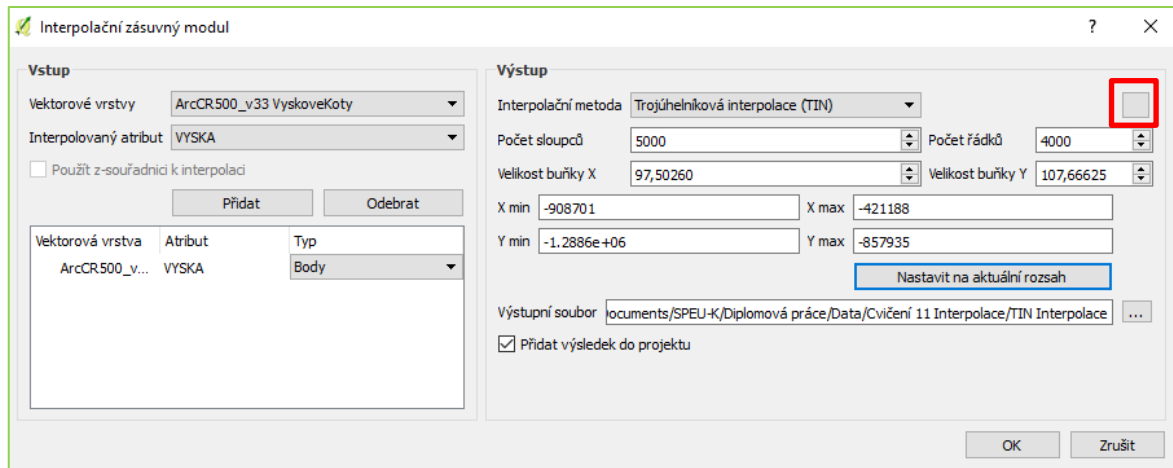 Interpolační zásuvný modul
Vstup
Vektorové vrstvy ArcCR500_v33 VyskoveKoty
Interpolovaný atribut VYSKA
Použít z-souřadnici k interpolaci
Přidat Odebrat
Vektorová vrstva Atribut Typ
ArcCR500_v... VYSKA Body
Výstup
Interpolační metoda Trojúhelníková interpolace (TIN)
Počet sloupců 5000 Počet řádků 4000
Velikost buňky X 97,50260 Velikost buňky Y 107,66625
X min -908701 X max -421188
Y min -1.2886e+06 Y max -857935
Nastavit na aktuální rozsah
Výstupní soubor ocuments/SPEU-K/Diplomová práce/Data/Cvičení 11 Interpolace/TIN Interpolace ...
Přidat výsledek do projektu
OK Zrušit